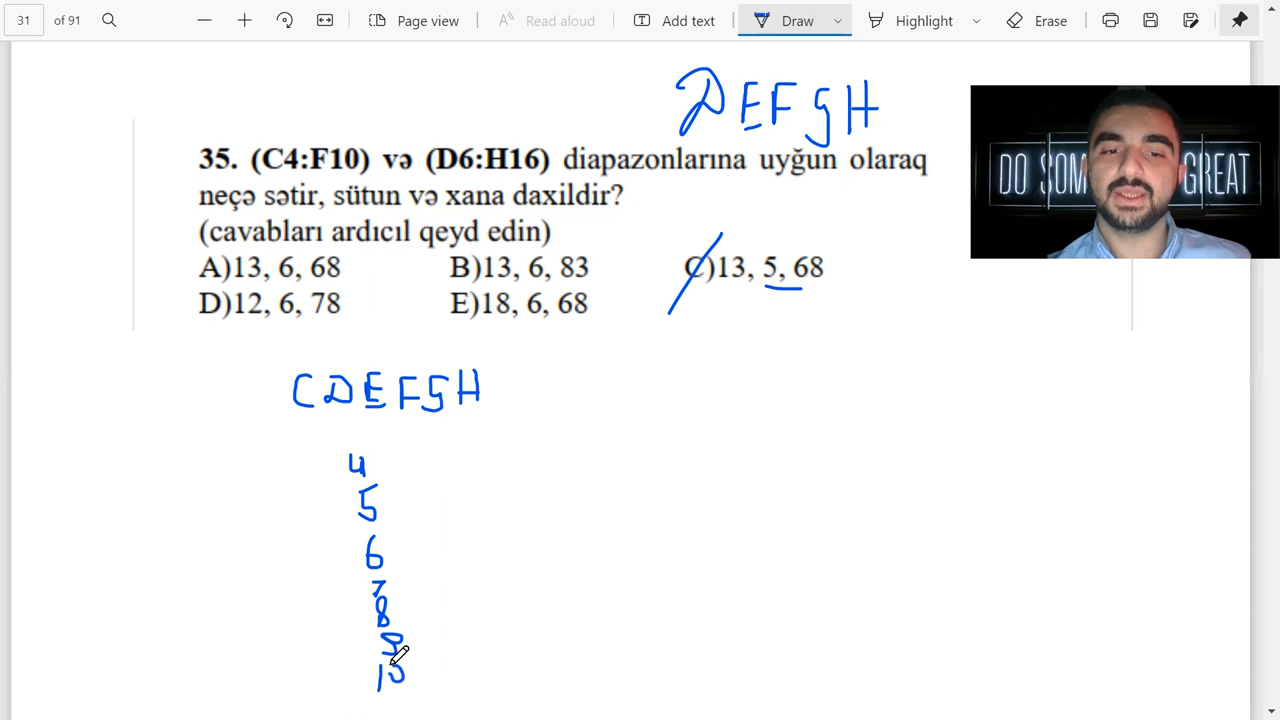 31 of 91 Page view Read aloud Add text Draw Highlight Erase
D E F G H
DO SOM GREAT
35. (C4:F10) və (D6:H16) diapazonlarına uyğun olaraq
neçə sətir, sütun və xana daxildir?
(cavabları ardıcıl qeyd edin)
A)13, 6, 68 B)13, 6, 83 C)13, 5, 68
D)12, 6, 78 E)18, 6, 68
C D E F G H
4
5
6
7
8
9
10